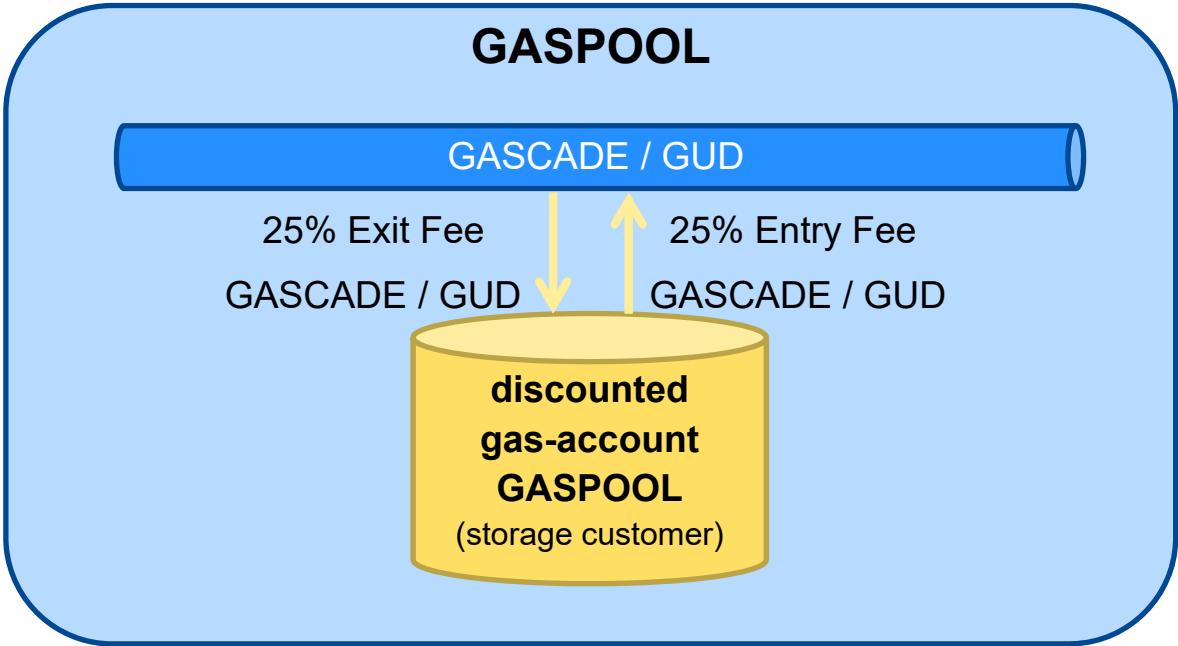 GASPOOL
GASCADE / GUD
25% Exit Fee
GASCADE / GUD
25% Entry Fee
GASCADE / GUD
discounted
gas-account
GASPOOL
(storage customer)